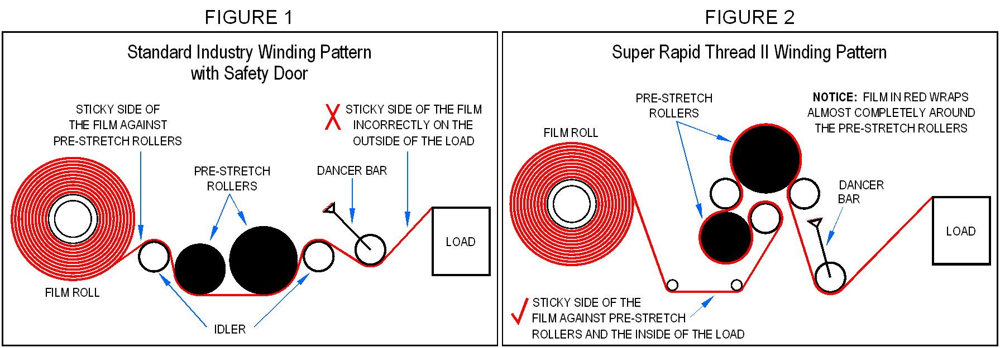 FIGURE 1
Standard Industry Winding Pattern
with Safety Door
STICKY SIDE OF
THE FILM AGAINST
PRE-STRETCH ROLLERS
X STICKY SIDE OF THE FILM
INCORRECTLY ON THE
OUTSIDE OF THE LOAD
PRE-STRETCH
ROLLERS
DANCER BAR
LOAD
FILM ROLL
IDLER
FIGURE 2
Super Rapid Thread II Winding Pattern
PRE-STRETCH
ROLLERS
NOTICE: FILM IN RED WRAPS
ALMOST COMPLETELY AROUND
THE PRE-STRETCH ROLLERS
FILM ROLL
DANCER
BAR
LOAD
STICKY SIDE OF THE
FILM AGAINST PRE-STRETCH
ROLLERS AND THE INSIDE OF THE LOAD